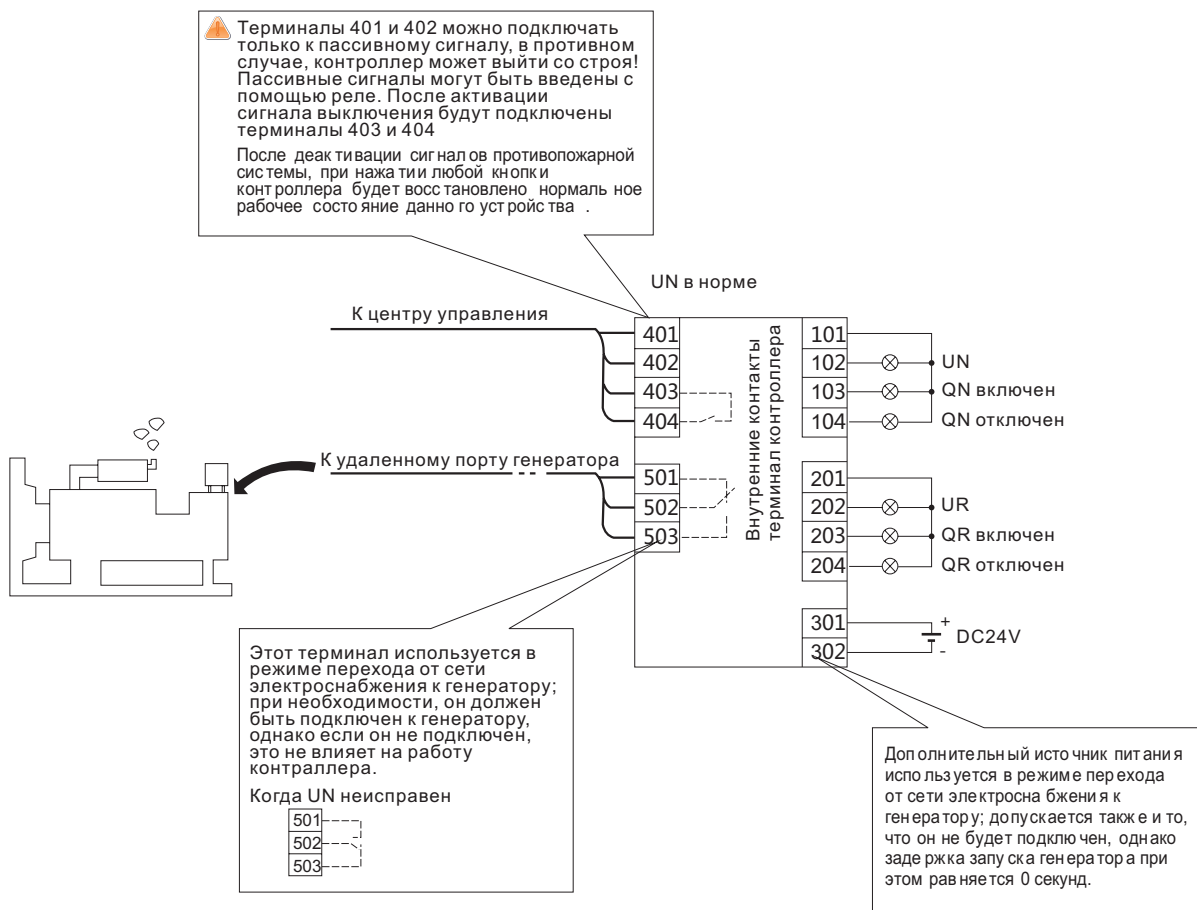 Терминалы 401 и 402 можно подключать
только к пассивному сигналу, в противном
случае, контроллер может выйти со строя!
Пассивные сигналы могут быть введены с
помощью реле. После активации
сигнала выключения будут подключены
терминалы 403 и 404
После деактивации сигналов противопожарной
системы, при нажатии любой кнопки
контроллера будет восстановлено нормальное
рабочее состояние данного устройства.
UN в норме
К центру управления
401
402
403
404
К удаленному порту генератора
501
502
503
Внутренние контакты
терминал контроллера
101
102
103
104
UN
QN включен
QN отключен
201
202
203
204
UR
QR включен
QR отключен
301
302
+
-
DC24V
Этот терминал используется в
режиме перехода от сети
электроснабжения к генератору;
при необходимости, он должен
быть подключен к генератору,
однако если он не подключен,
это не влияет на работу
контраллера.
Когда UN неисправен
501
502
503
Дополнительный источник питания
используется в режиме перехода
от сети электроснабжения к
генератору; допускается также и то,
что он не будет подключен, однако
задержка запуска генератора при
этом равняется 0 секунд.